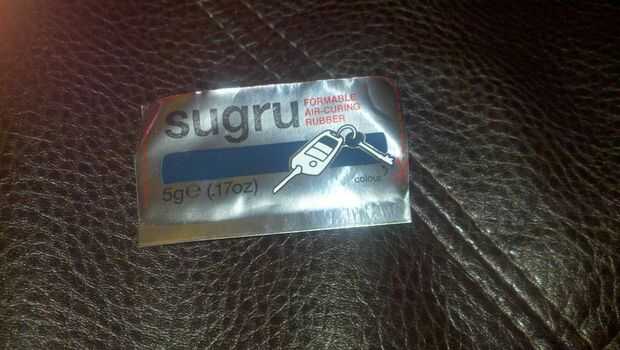 sugru
FORMABLE
AIR-CURING
RUBBER
5g℮ (.17oz)
colour